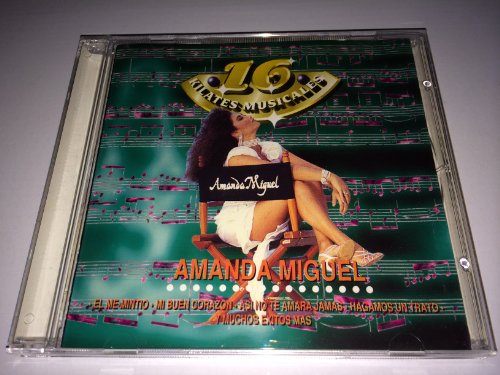 16
KILATES MUSICALES
Amanda Miguel
AMANDA MIGUEL
EL ME MINTIO - MI BUEN CORAZON - ASI NO TE AMARA JAMAS - HAGAMOS UN TRATO -
Y MUCHOS EXITOS MAS